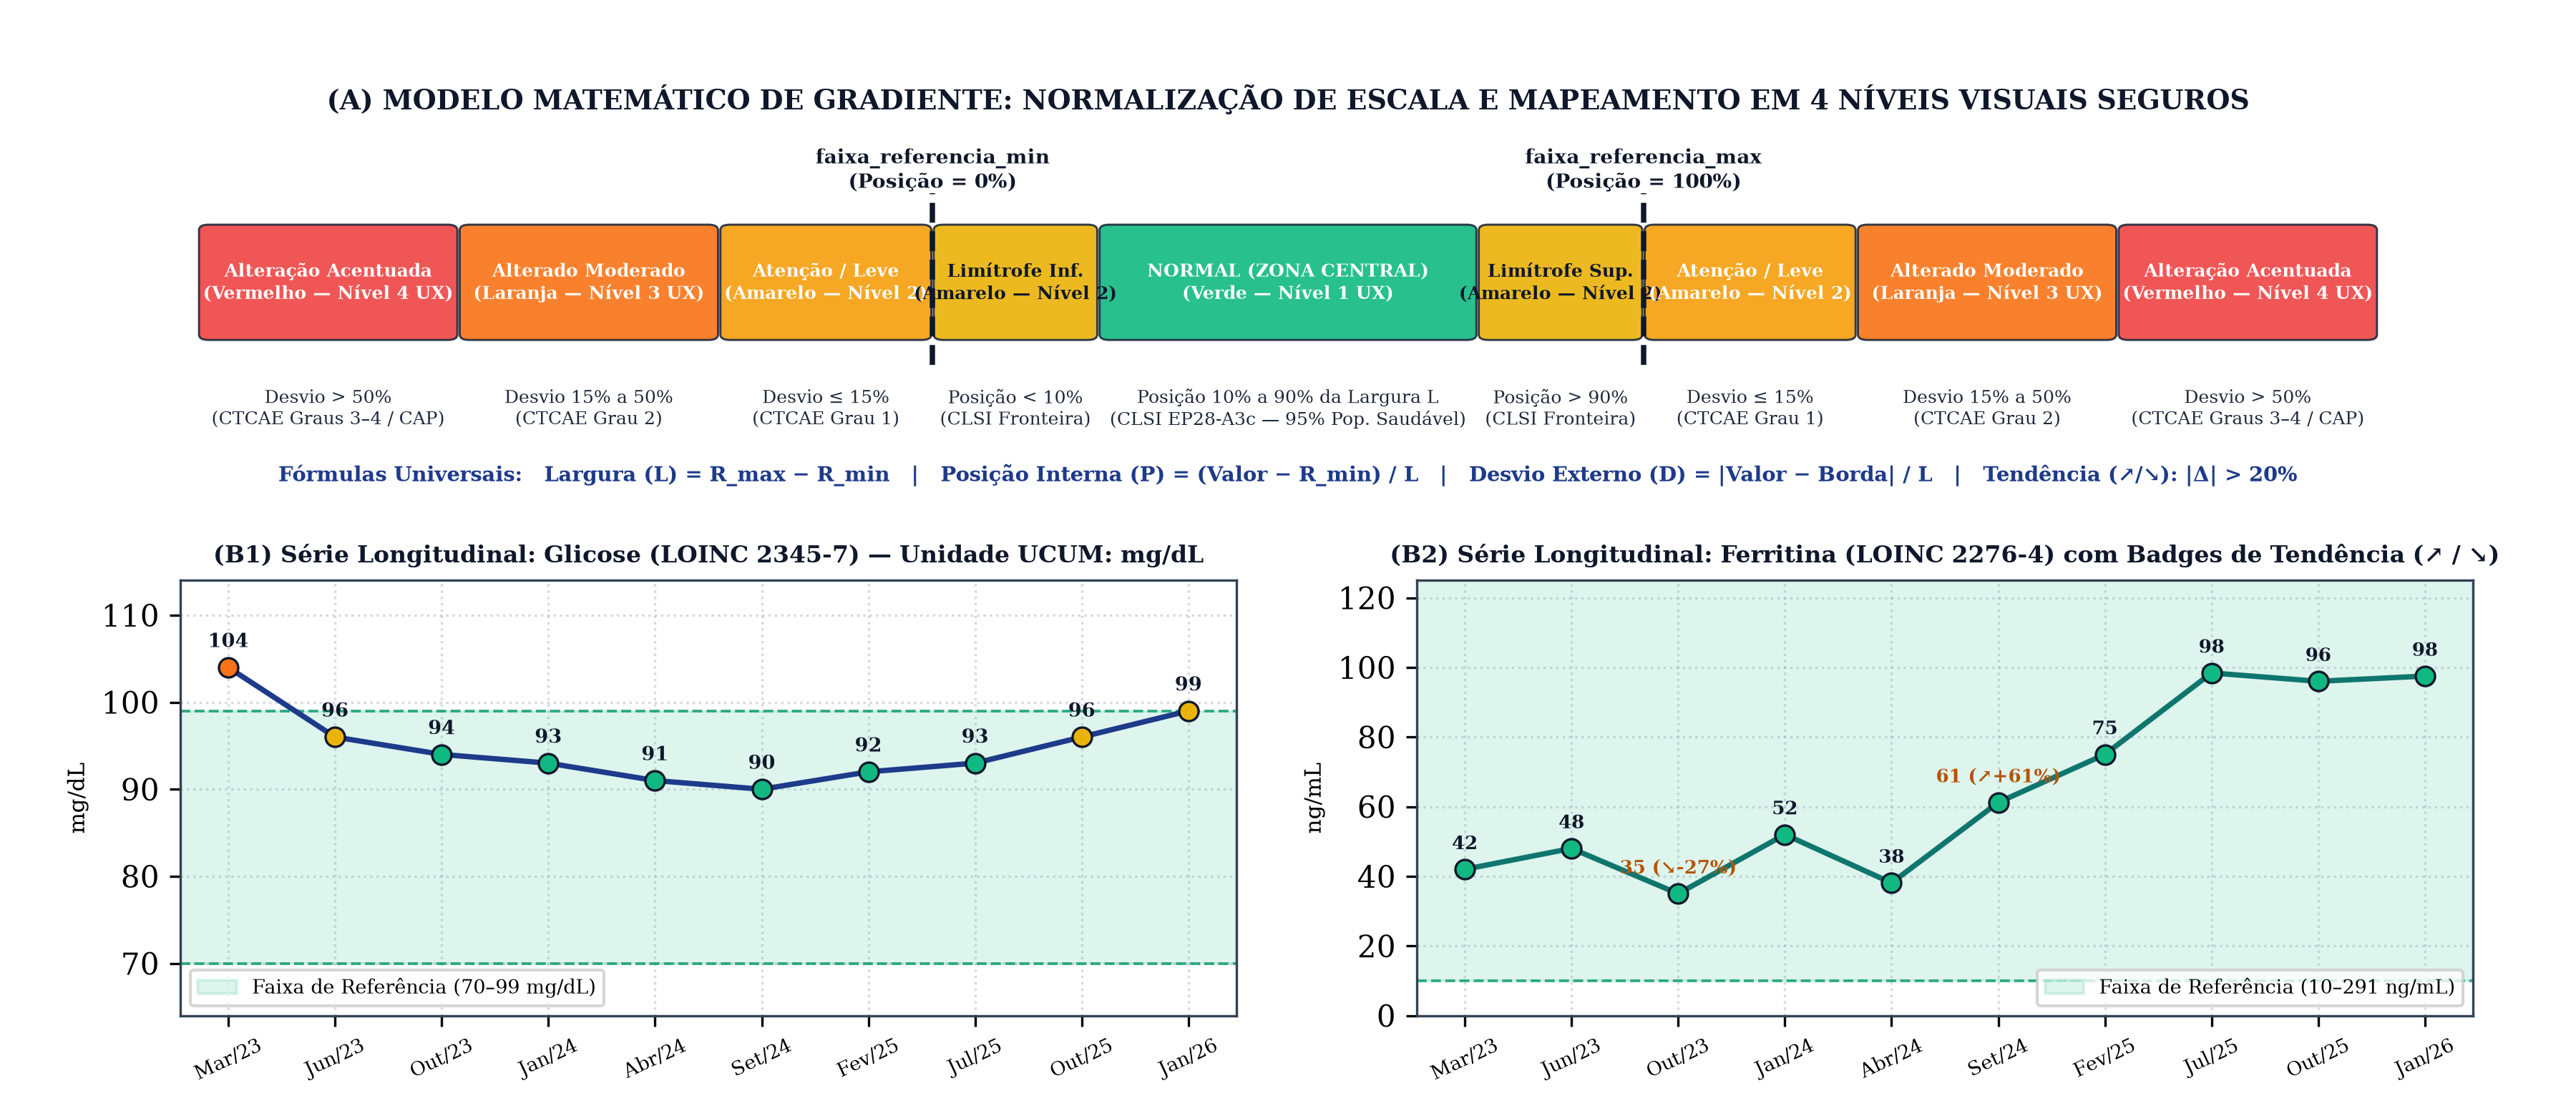 (A) MODELO MATEMÁTICO DE GRADIENTE: NORMALIZAÇÃO DE ESCALA E MAPEAMENTO EM 4 NÍVEIS VISUAIS SEGUROS
faixa_referencia_min
(Posição = 0%)
faixa_referencia_max
(Posição = 100%)
Alteração Acentuada
(Vermelho — Nível 4 UX)
Alterado Moderado
(Laranja — Nível 3 UX)
Atenção / Leve
(Amarelo — Nível 2)
Limítrofe Inf.
(Amarelo — Nível 2)
NORMAL (ZONA CENTRAL)
(Verde — Nível 1 UX)
Limítrofe Sup.
(Amarelo — Nível 2)
Atenção / Leve
(Amarelo — Nível 2)
Alterado Moderado
(Laranja — Nível 3 UX)
Alteração Acentuada
(Vermelho — Nível 4 UX)
Desvio > 50%
(CTCAE Graus 3–4 / CAP)
Desvio 15% a 50%
(CTCAE Grau 2)
Desvio ≤ 15%
(CTCAE Grau 1)
Posição < 10%
(CLSI Fronteira)
Posição 10% a 90% da Largura L
(CLSI EP28-A3c — 95% Pop. Saudável)
Posição > 90%
(CLSI Fronteira)
Desvio ≤ 15%
(CTCAE Grau 1)
Desvio 15% a 50%
(CTCAE Grau 2)
Desvio > 50%
(CTCAE Graus 3–4 / CAP)
Fórmulas Universais: Largura (L) = R_max − R_min | Posição Interna (P) = (Valor − R_min) / L | Desvio Externo (D) = |Valor − Borda| / L | Tendência (↗/↘): |Δ| > 20%
(B1) Série Longitudinal: Glicose (LOINC 2345-7) — Unidade UCUM: mg/dL
110
100
90
80
70
mg/dL
104
96
94
93
91
90
92
93
96
99
Faixa de Referência (70–99 mg/dL)
Mar/23
Jun/23
Out/23
Jan/24
Abr/24
Set/24
Fev/25
Jul/25
Out/25
Jan/26
(B2) Série Longitudinal: Ferritina (LOINC 2276-4) com Badges de Tendência (↗ / ↘)
120
100
80
60
40
20
0
ng/mL
42
48
35 (↘-27%)
52
38
61 (↗+61%)
75
98
96
98
Faixa de Referência (10–291 ng/mL)
Mar/23
Jun/23
Out/23
Jan/24
Abr/24
Set/24
Fev/25
Jul/25
Out/25
Jan/26